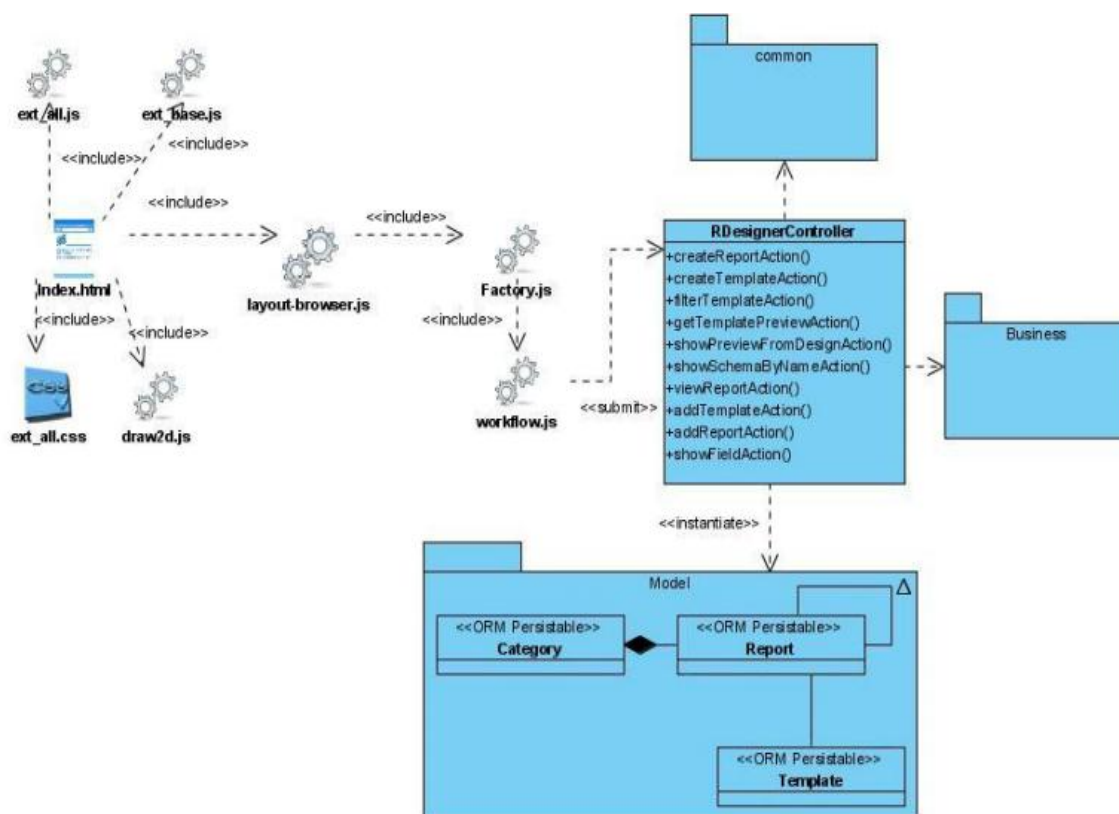 common
ext_all.js
ext_base.js
<<include>>
<<include>>
<<include>>
<<include>>
Index.html
layout-browser.js
Factory.js
<<include>>
<<include>>
<<include>>
ext_all.css
draw2d.js
workflow.js
<<submit>>
RDesignerController
+createReportAction()
+createTemplateAction()
+filterTemplateAction()
+getTemplatePreviewAction()
+showPreviewFromDesignAction()
+showSchemaByNameAction()
+viewReportAction()
+addTemplateAction()
+addReportAction()
+showFieldAction()
Business
<<instantiate>>
Model
<<ORM Persistable>>
Category
<<ORM Persistable>>
Report
<<ORM Persistable>>
Template